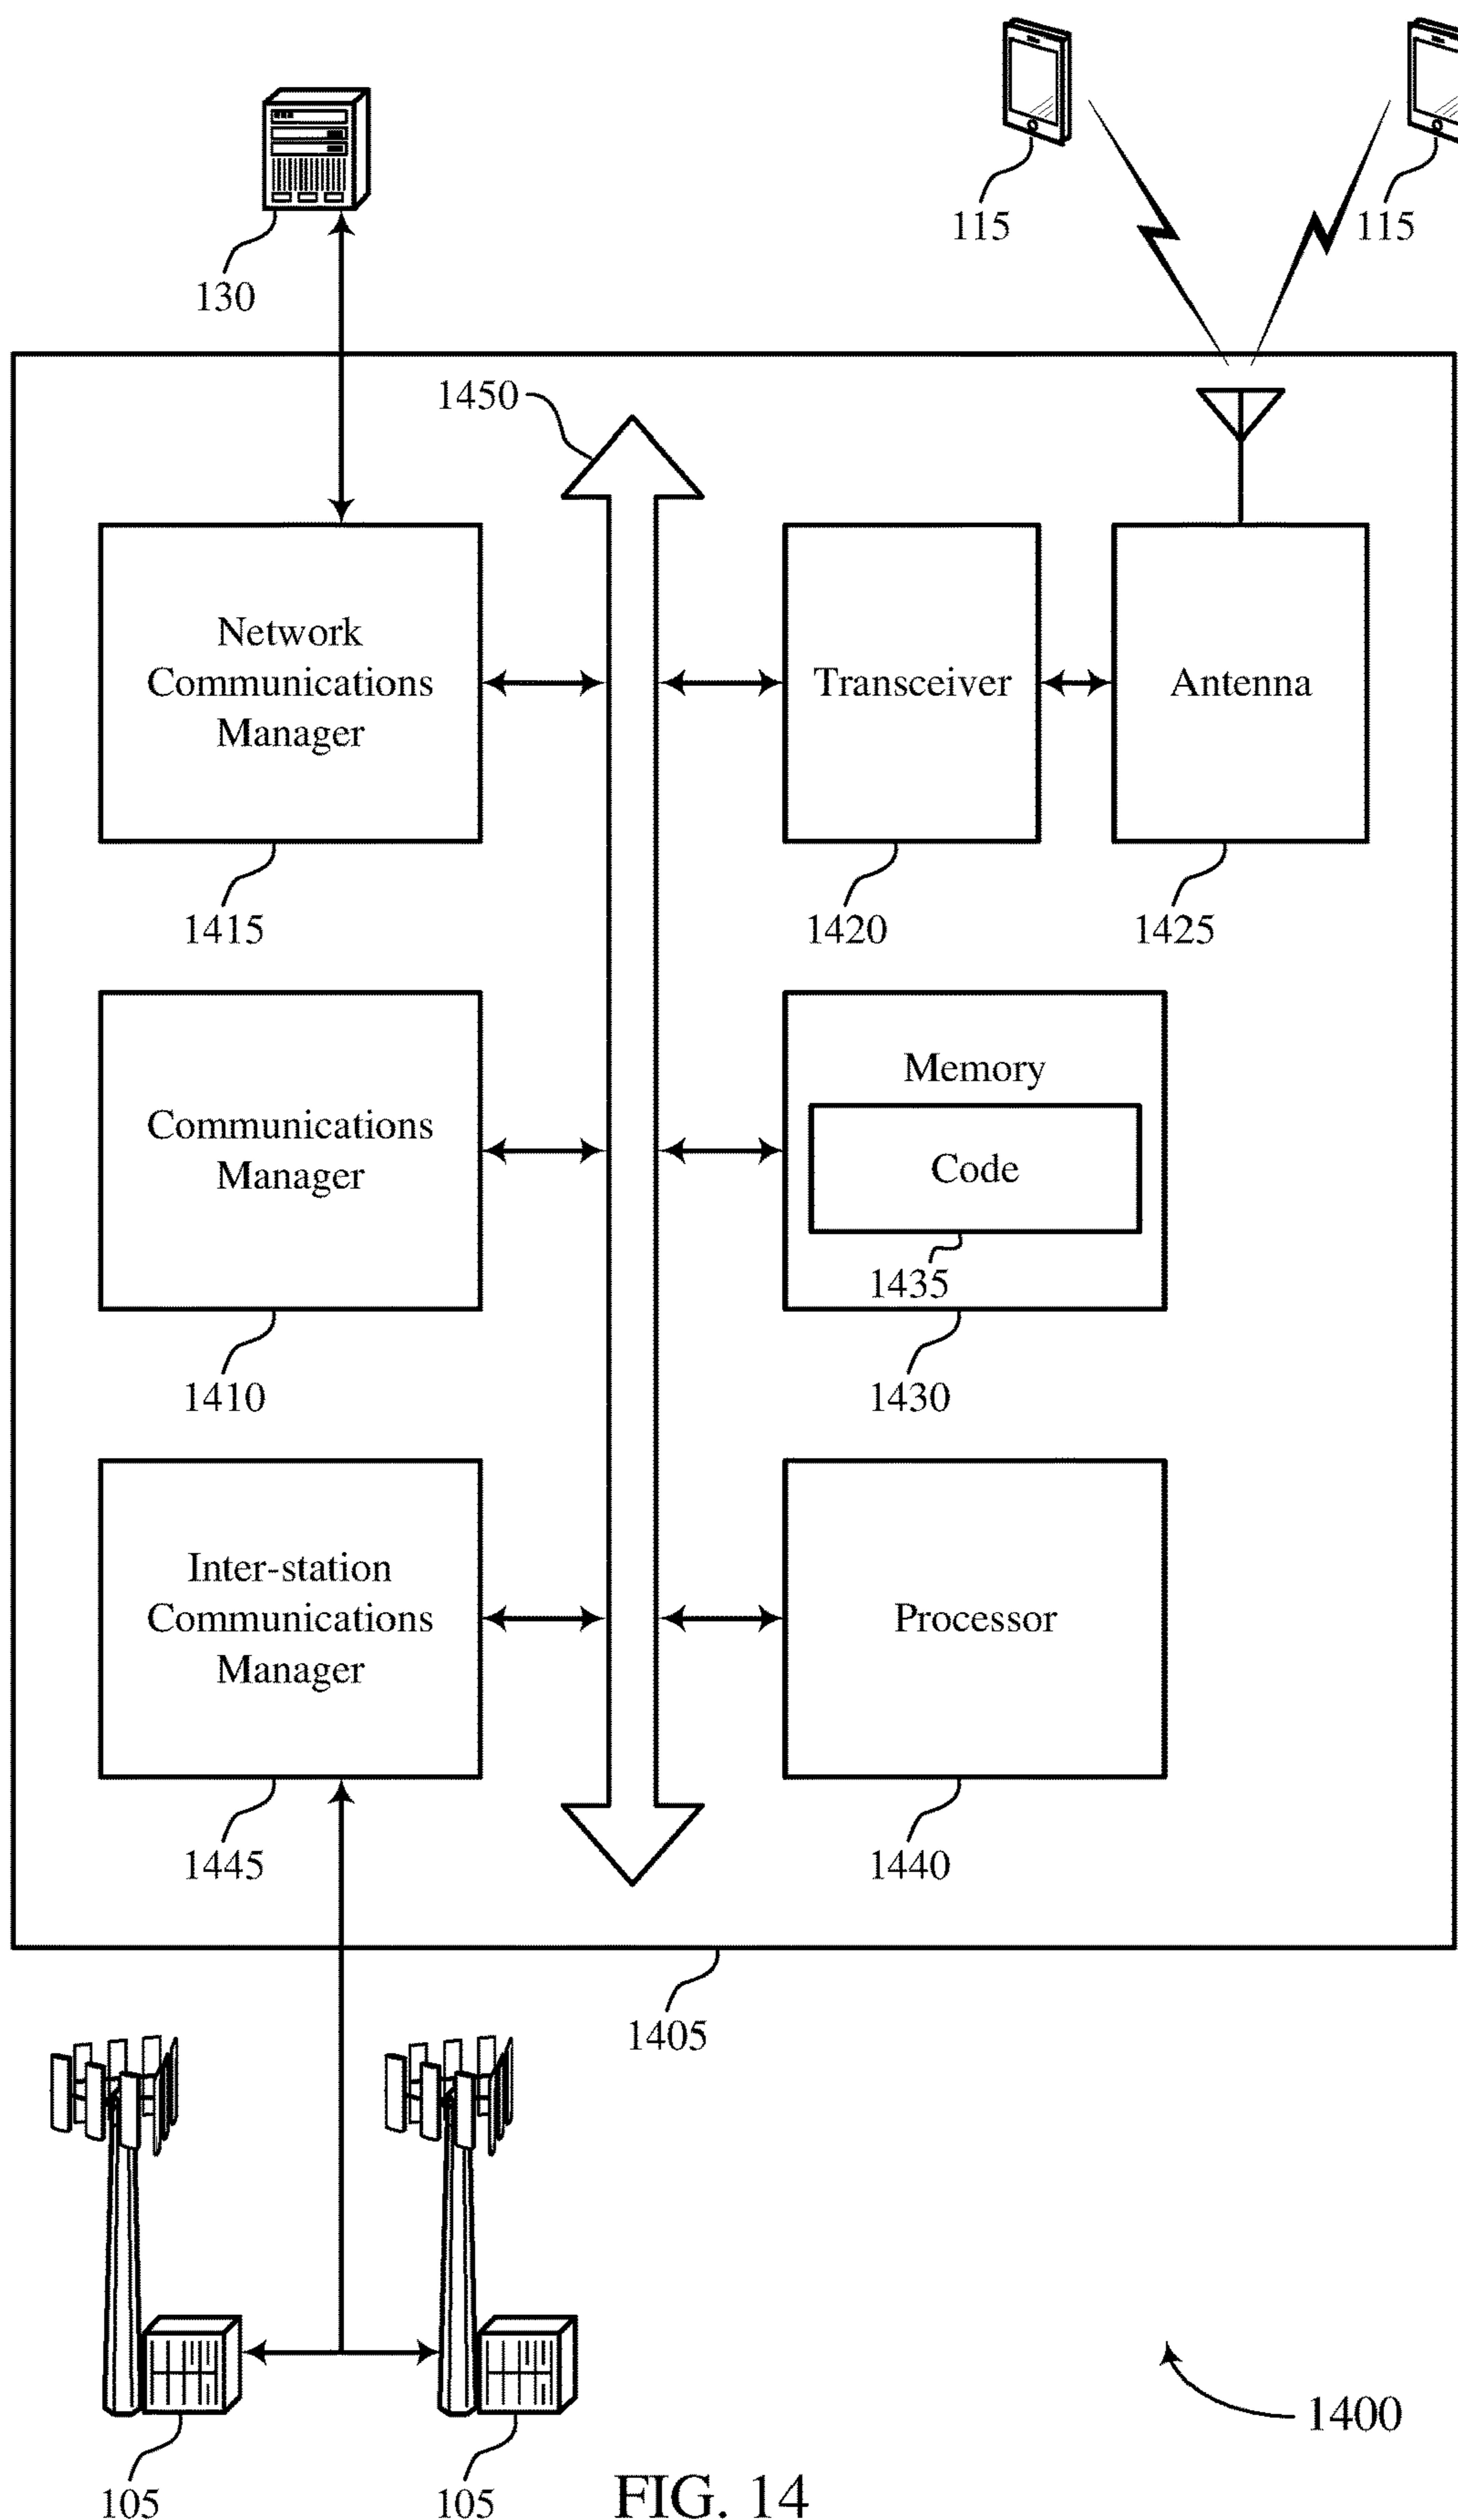 115
115
130
1450
Network
Communications
Manager
Transceiver
Antenna
1415
1420
1425
Communications
Manager
Memory
Code
1435
1410
1430
Inter-station
Communications
Manager
Processor
1445
1440
1405
1400
105
105
FIG. 14